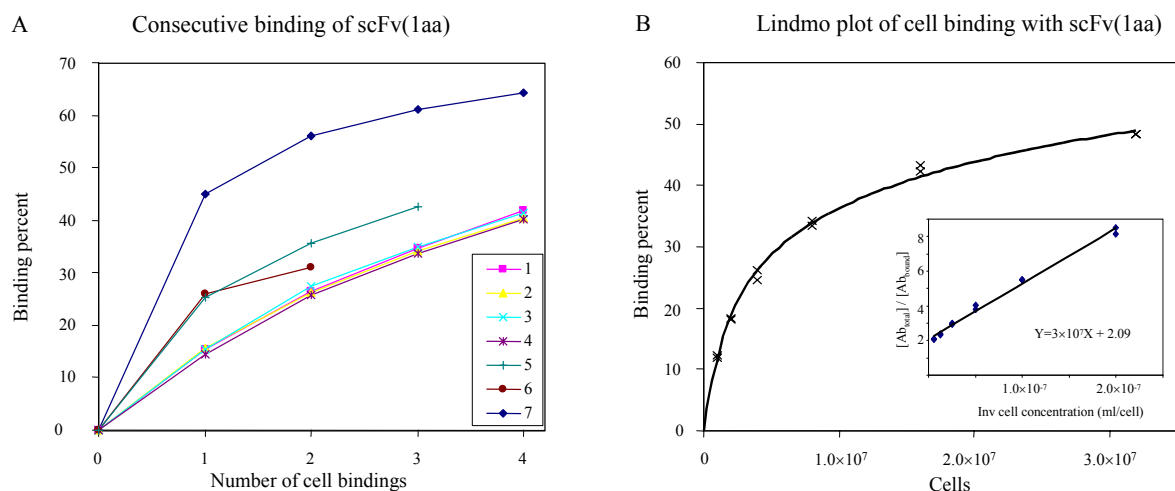 A
Consecutive binding of scFv(1aa)
Binding percent
70
60
50
40
30
20
10
0
0 1 2 3 4
Number of cell bindings
1
2
3
4
5
6
7
B
Lindmo plot of cell binding with scFv(1aa)
Binding percent
60
50
40
30
20
10
0
0 1.0×10⁷ 2.0×10⁷ 3.0×10⁷
Cells
[Ab_total] / [Ab_bound]
8
6
4
2
Y=3×10⁷X + 2.09
1.0×10⁻⁷ 2.0×10⁻⁷
Inv cell concentration (ml/cell)